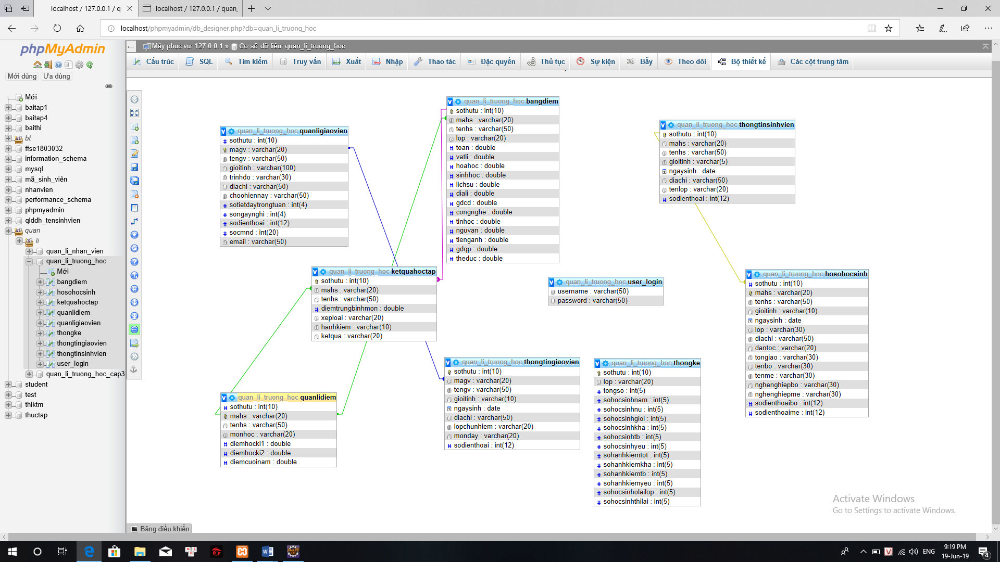 localhost / 127.0.0.1 / q
localhost / 127.0.0.1 / quan_
localhost/phpmyadmin/db_designer.php?db=quan_li_truong_hoc
phpMyAdmin
Mới dùng
Ưa dùng
Mới
baitap1
baitap4
baithi
bt
ffse1803032
information_schema
mysql
mã_sinh_viên
nhanvien
performance_schema
phpmyadmin
qlddh_tensinhvien
quan
li
quan_li_nhan_vien
quan_li_truong_hoc
Mới
bangdiem
hosohocsinh
ketquahoctap
quanlidiem
quanligiaovien
thongke
thongtingiaovien
thongtinsinhvien
user_login
quan_li_truong_hoc_cap3
student
test
thiktm
thuctap
Máy phục vụ: 127.0.0.1 » Cơ sở dữ liệu: quan_li_truong_hoc
Cấu trúc
SQL
Tìm kiếm
Truy vấn
Xuất
Nhập
Thao tác
Đặc quyền
Thủ tục
Sự kiện
Bẫy
Theo dõi
Bộ thiết kế
Các cột trung tâm
quan_li_truong_hoc quanligiaovien
sothutu : int(10)
magv : varchar(20)
tengv : varchar(50)
gioitinh : varchar(100)
trinhdo : varchar(30)
diachi : varchar(50)
choohiennay : varchar(50)
sotietdaytrongtuan : int(4)
songaynghi : int(4)
sodienthoai : int(12)
socmnd : int(20)
email : varchar(50)
quan_li_truong_hoc bangdiem
sothutu : int(10)
mahs : varchar(20)
tenhs : varchar(50)
lop : varchar(20)
toan : double
vatli : double
hoahoc : double
sinhhoc : double
lichsu : double
diali : double
gdcd : double
congnghe : double
tinhoc : double
nguvan : double
tienganh : double
gdqp : double
theduc : double
quan_li_truong_hoc thongtinsinhvien
sothutu : int(10)
mahs : varchar(20)
tenhs : varchar(50)
gioitinh : varchar(5)
ngaysinh : date
diachi : varchar(50)
tenlop : varchar(20)
sodienthoai : int(12)
quan_li_truong_hoc ketquahoctap
sothutu : int(10)
mahs : varchar(20)
tenhs : varchar(50)
diemtrungbinhmon : double
xeploai : varchar(20)
hanhkiem : varchar(10)
ketqua : varchar(20)
quan_li_truong_hoc user_login
username : varchar(50)
password : varchar(50)
quan_li_truong_hoc hosohocsinh
sothutu : int(10)
mahs : varchar(20)
tenhs : varchar(50)
gioitinh : varchar(10)
ngaysinh : date
lop : varchar(30)
diachi : varchar(50)
dantoc : varchar(20)
tongiao : varchar(30)
tenbo : varchar(30)
tenme : varchar(30)
nghenghiepbo : varchar(30)
nghenghiepme : varchar(30)
sodienthoaibo : int(12)
sodienthoaime : int(12)
quan_li_truong_hoc quanlidiem
sothutu : int(10)
mahs : varchar(20)
tenhs : varchar(50)
monhoc : varchar(20)
diemhocki1 : double
diemhocki2 : double
diemcuoinam : double
quan_li_truong_hoc thongtingiaovien
sothutu : int(10)
magv : varchar(20)
tengv : varchar(50)
gioitinh : varchar(10)
ngaysinh : date
diachi : varchar(50)
lopchunhiem : varchar(20)
monday : varchar(20)
sodienthoai : int(12)
quan_li_truong_hoc thongke
sothutu : int(10)
lop : varchar(20)
tongso : int(5)
sohocsinhnam : int(5)
sohocsinhnu : int(5)
sohocsinhgioi : int(5)
sohocsinhkha : int(5)
sohocsinhtb : int(5)
sohocsinhyeu : int(5)
sohanhkiemtot : int(5)
sohanhkiemkha : int(5)
sohanhkiemtb : int(5)
sohanhkiemyeu : int(5)
sohocsinholailop : int(5)
sohocsinhthilai : int(5)
Activate Windows
Go to Settings to activate Windows.
Bảng điều khiển
ENG
9:19 PM
19-Jun-19
4